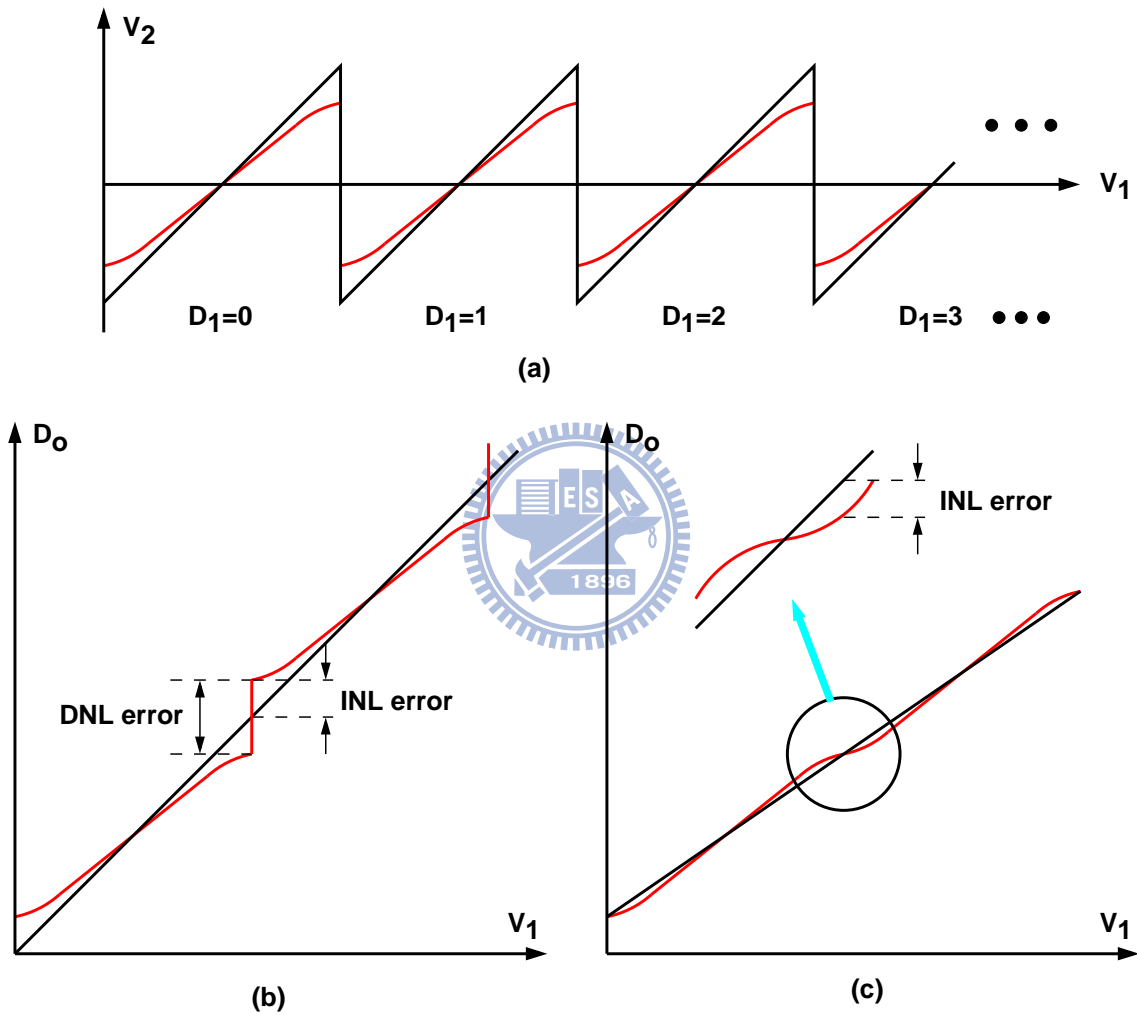 V2
V1
D1=0
D1=1
D1=2
D1=3
(a)
Do
DNL error
INL error
V1
(b)
Do
INL error
V1
(c)
E S A
1896